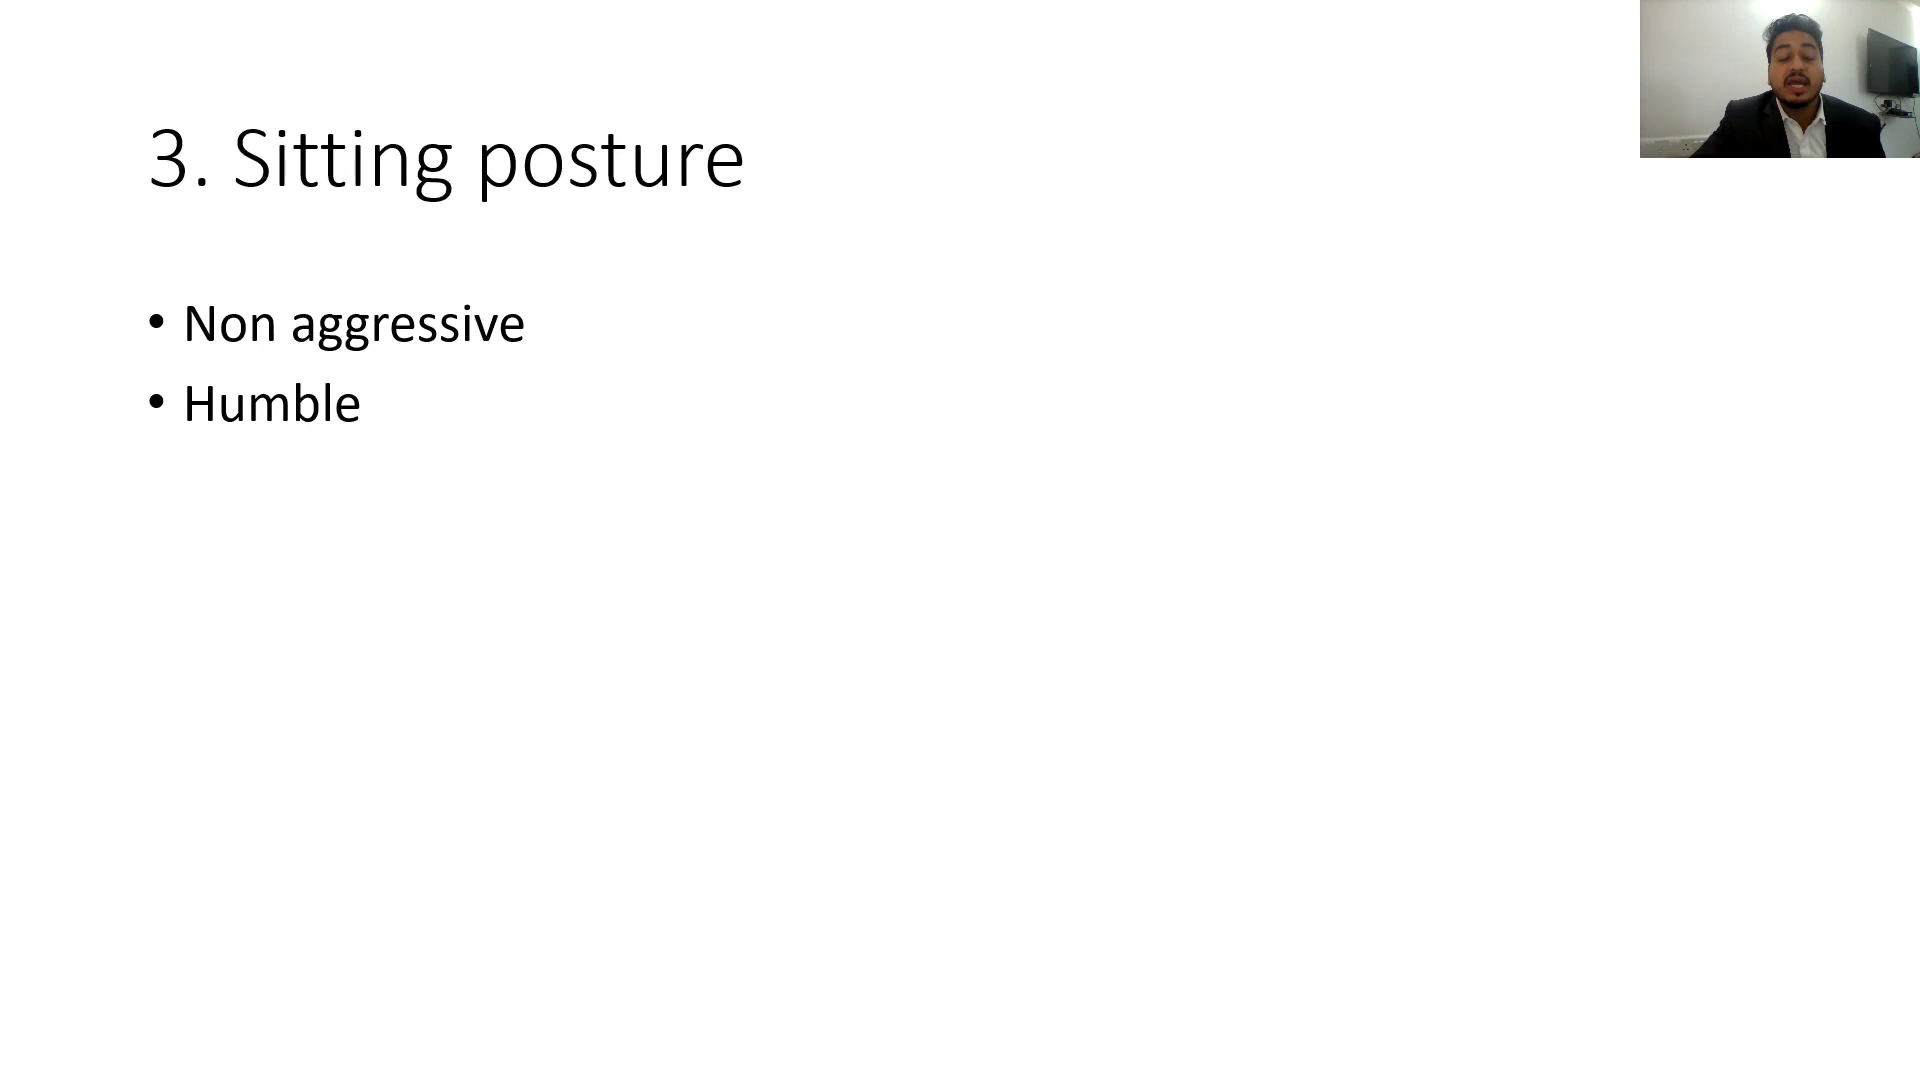 3. Sitting posture
• Non aggressive
• Humble